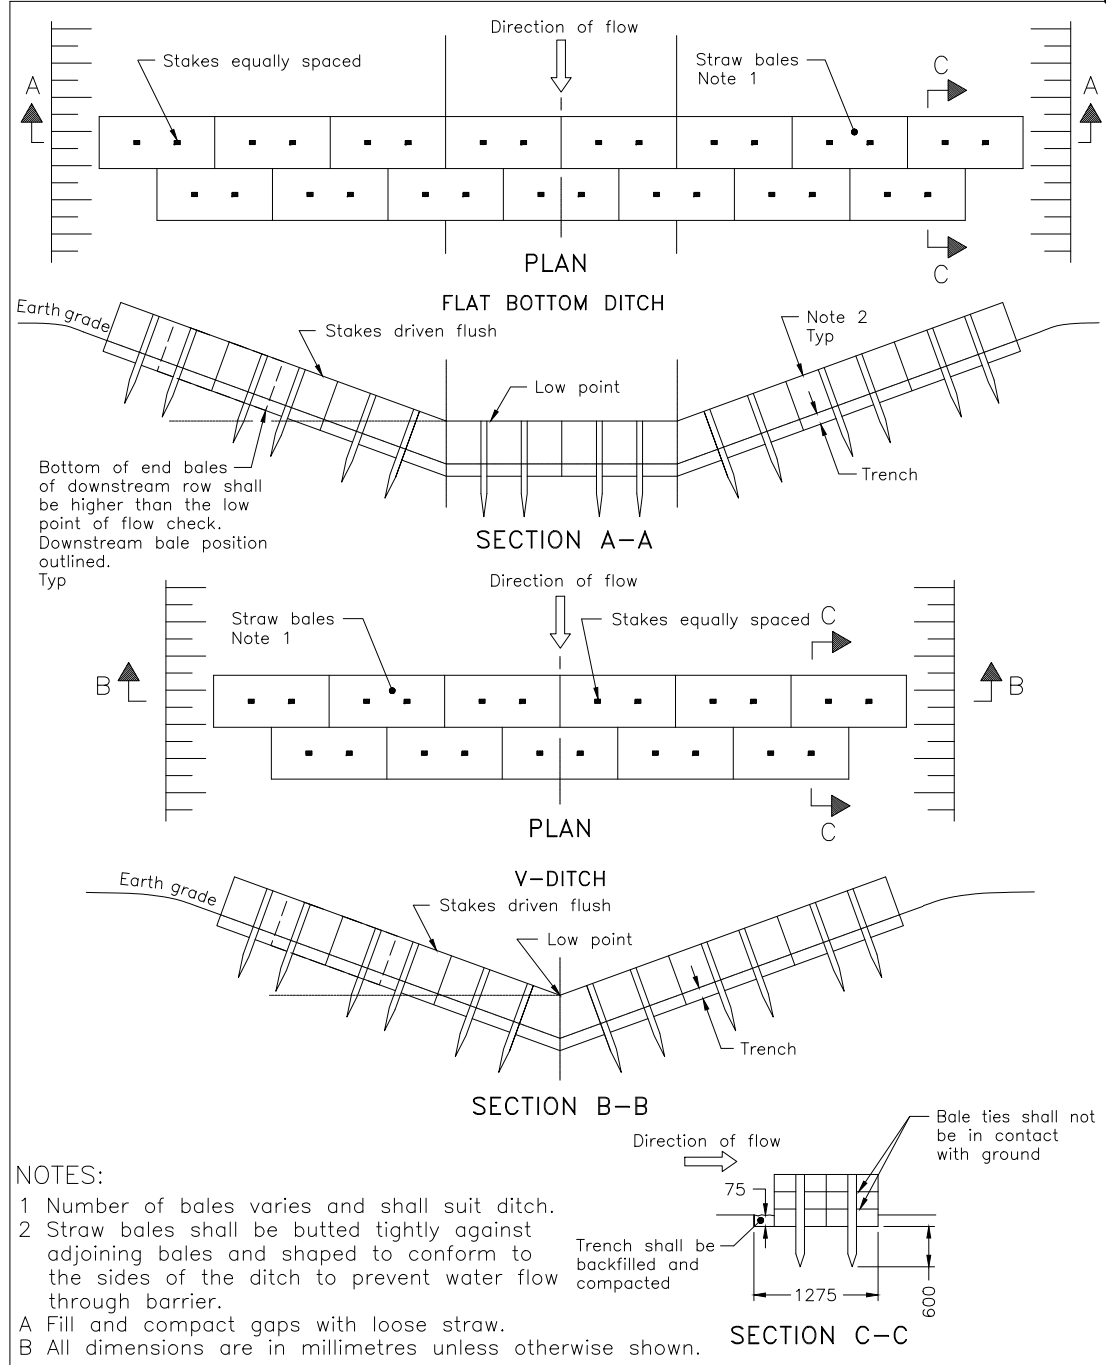 Direction of flow
Stakes equally spaced
Straw bales
Note 1
C
A
A
C
PLAN
FLAT BOTTOM DITCH
Earth grade
Stakes driven flush
Note 2
Typ
Low point
Trench
Bottom of end bales
of downstream row shall
be higher than the low
point of flow check.
Downstream bale position
outlined.
Typ
SECTION A-A
Direction of flow
Straw bales
Note 1
Stakes equally spaced
C
B
B
C
PLAN
V-DITCH
Earth grade
Stakes driven flush
Low point
Trench
SECTION B-B
Direction of flow
Bale ties shall not
be in contact
with ground
75
Trench shall be
backfilled and
compacted
1275
600
SECTION C-C
NOTES:
1 Number of bales varies and shall suit ditch.
2 Straw bales shall be butted tightly against
adjoining bales and shaped to conform to
the sides of the ditch to prevent water flow
through barrier.
A Fill and compact gaps with loose straw.
B All dimensions are in millimetres unless otherwise shown.